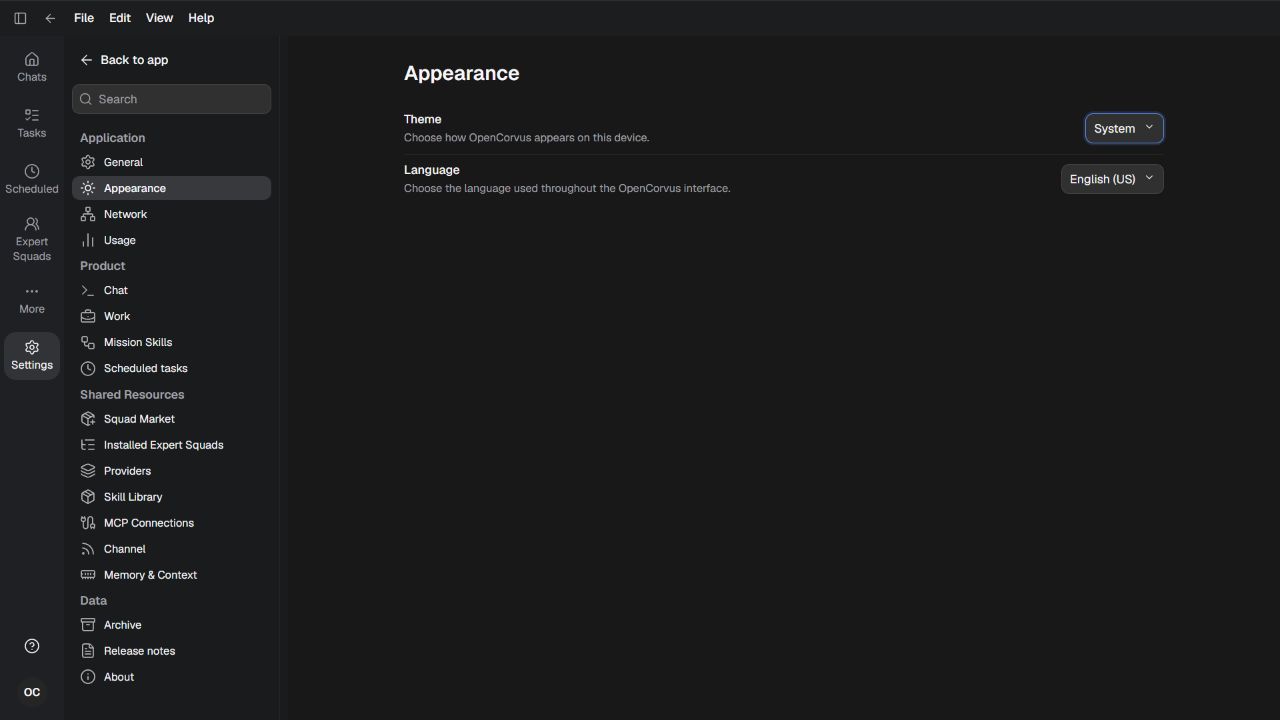 File Edit View Help
Chats
Tasks
Scheduled
Expert
Squads
More
Settings
OC
Back to app
Search
Application
General
Appearance
Network
Usage
Product
Chat
Work
Mission Skills
Scheduled tasks
Shared Resources
Squad Market
Installed Expert Squads
Providers
Skill Library
MCP Connections
Channel
Memory & Context
Data
Archive
Release notes
About
Appearance
Theme
Choose how OpenCorvus appears on this device.
System
Language
Choose the language used throughout the OpenCorvus interface.
English (US)